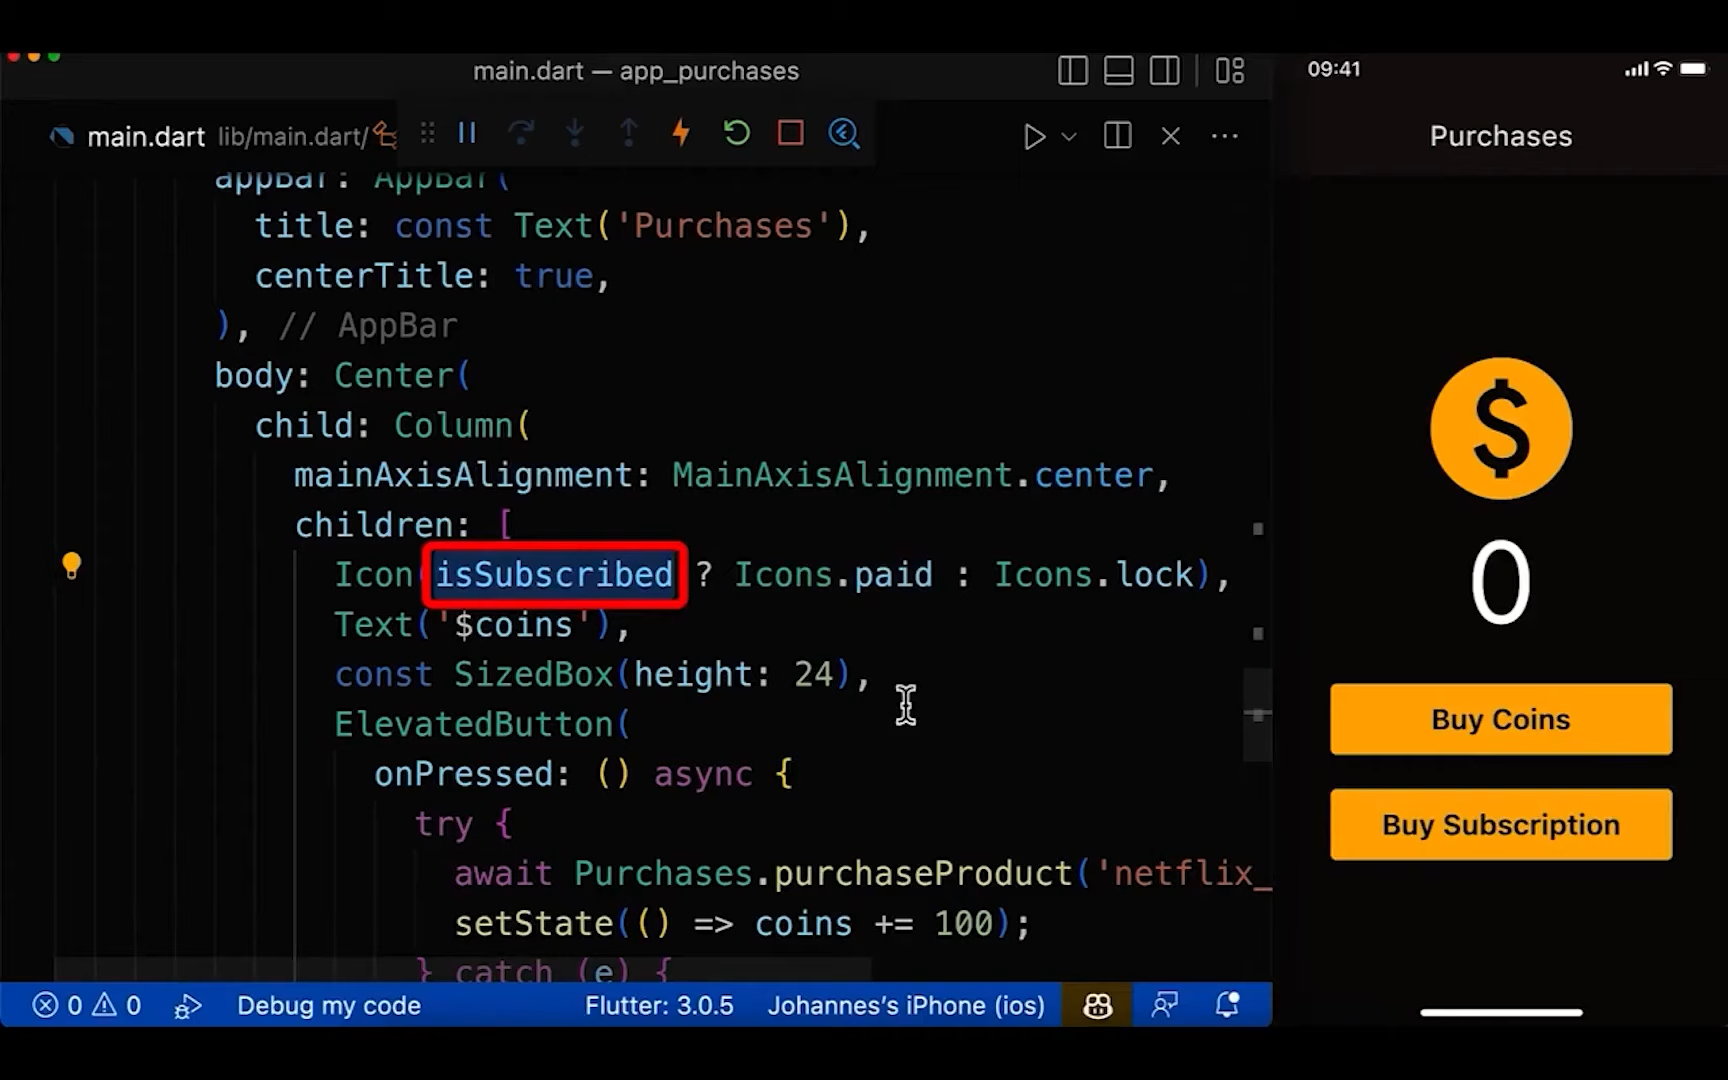 main.dart — app_purchases
main.dart lib/main.dart/
appBar: AppBar(
title: const Text('Purchases'),
centerTitle: true,
), // AppBar
body: Center(
child: Column(
mainAxisAlignment: MainAxisAlignment.center,
children: [
Icon(isSubscribed ? Icons.paid : Icons.lock),
Text('$coins'),
const SizedBox(height: 24),
ElevatedButton(
onPressed: () async {
try {
await Purchases.purchaseProduct('netflix_
setState(() => coins += 100);
} catch (e) {
0 0 Debug my code Flutter: 3.0.5 Johannes's iPhone (ios)
09:41
Purchases
$
0
Buy Coins
Buy Subscription